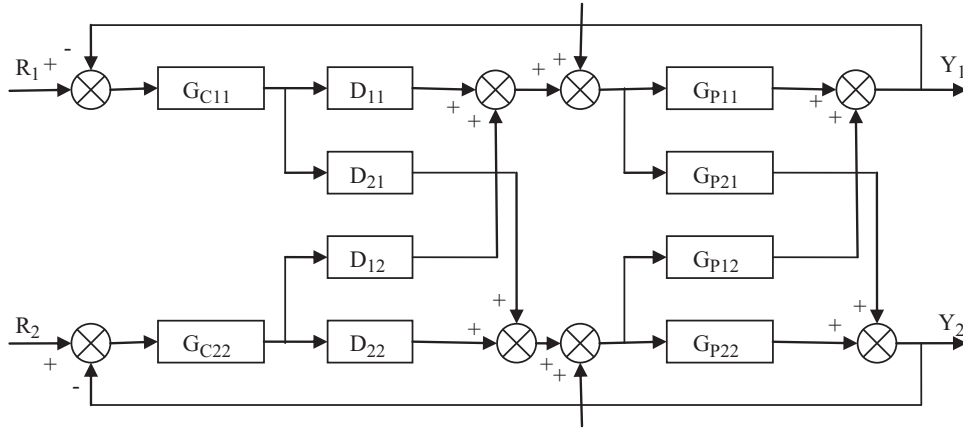 -
R1 + + + Y1
GC11 D11 GP11
+ + + +
+ +
D21 GP21
D12 GP12
+ +
R2 + + + Y2
GC22 D22 GP22
+ + +
-